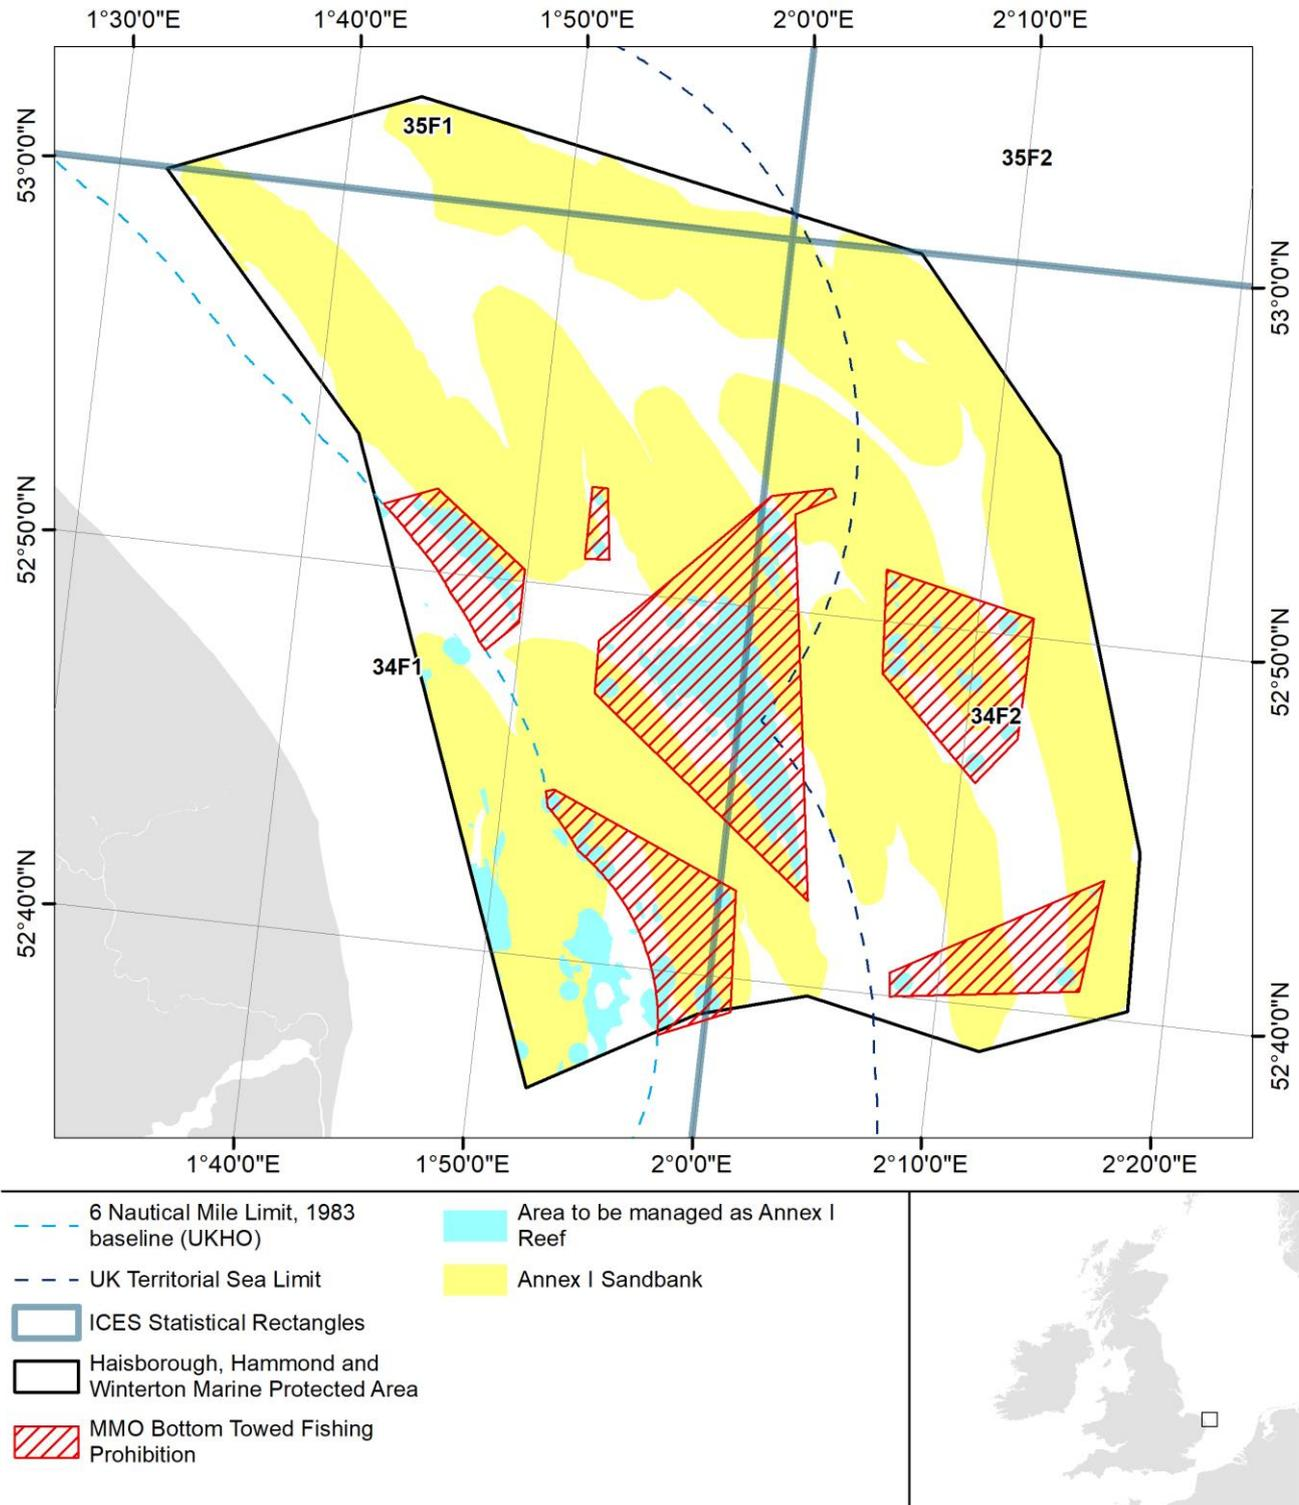 1°30'0"E 1°40'0"E 1°50'0"E 2°0'0"E 2°10'0"E
35F1
35F2
53°0'0"N
53°0'0"N
52°50'0"N
34F1
52°50'0"N
34F2
52°40'0"N
52°40'0"N
1°40'0"E 1°50'0"E 2°0'0"E 2°10'0"E 2°20'0"E
6 Nautical Mile Limit, 1983
baseline (UKHO)
UK Territorial Sea Limit
ICES Statistical Rectangles
Haisborough, Hammond and
Winterton Marine Protected Area
MMO Bottom Towed Fishing
Prohibition
Area to be managed as Annex I
Reef
Annex I Sandbank